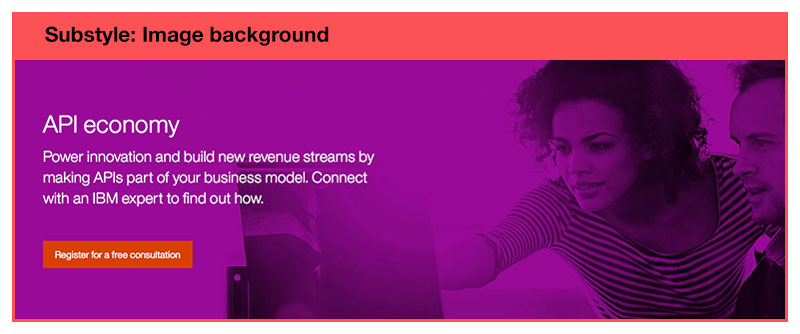 Substyle: Image background
API economy
Power innovation and build new revenue streams by
making APIs part of your business model. Connect
with an IBM expert to find out how.
Register for a free consultation